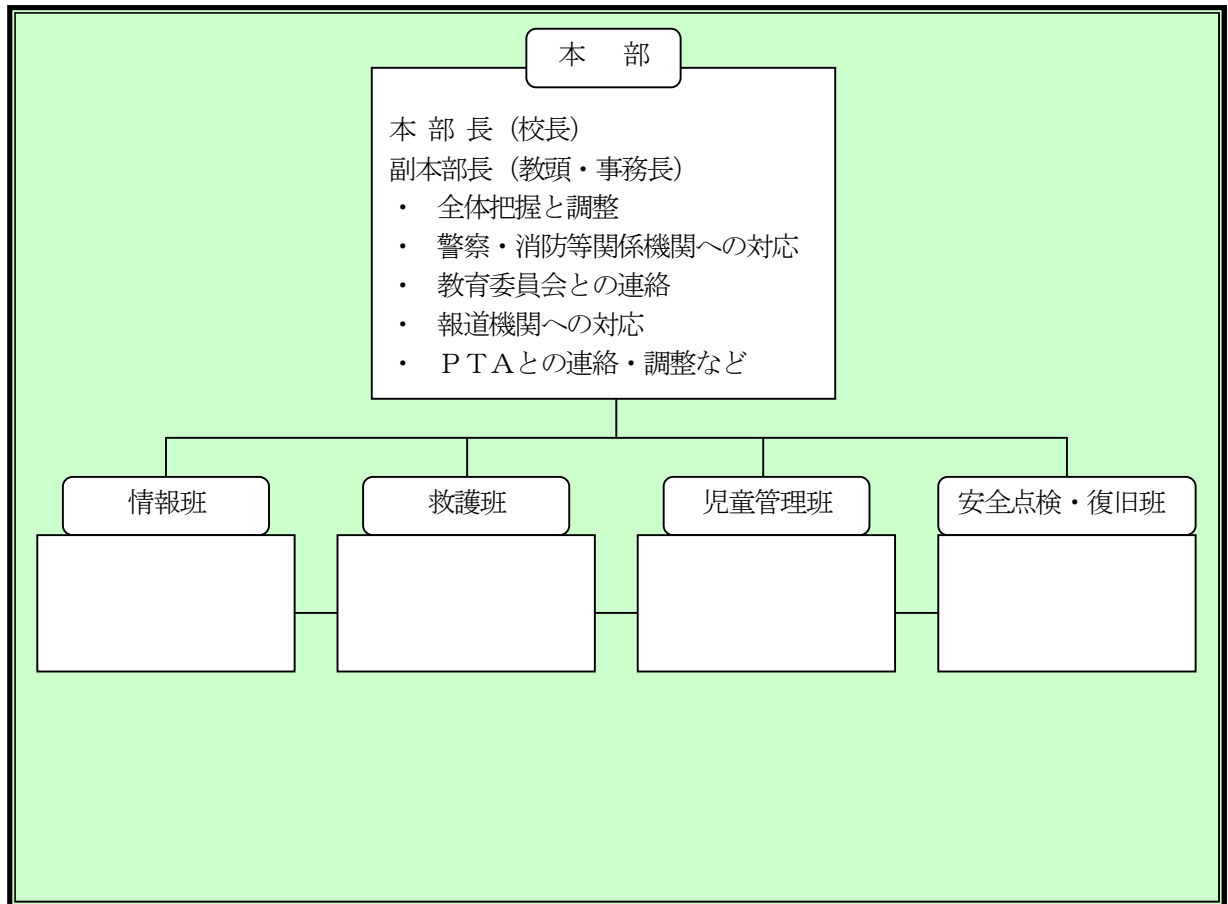 本　部
本 部 長（校長）
副本部長（教頭・事務長）
・　全体把握と調整
・　警察・消防等関係機関への対応
・　教育委員会との連絡
・　報道機関への対応
・　ＰＴＡとの連絡・調整など
情報班
救護班
児童管理班
安全点検・復旧班